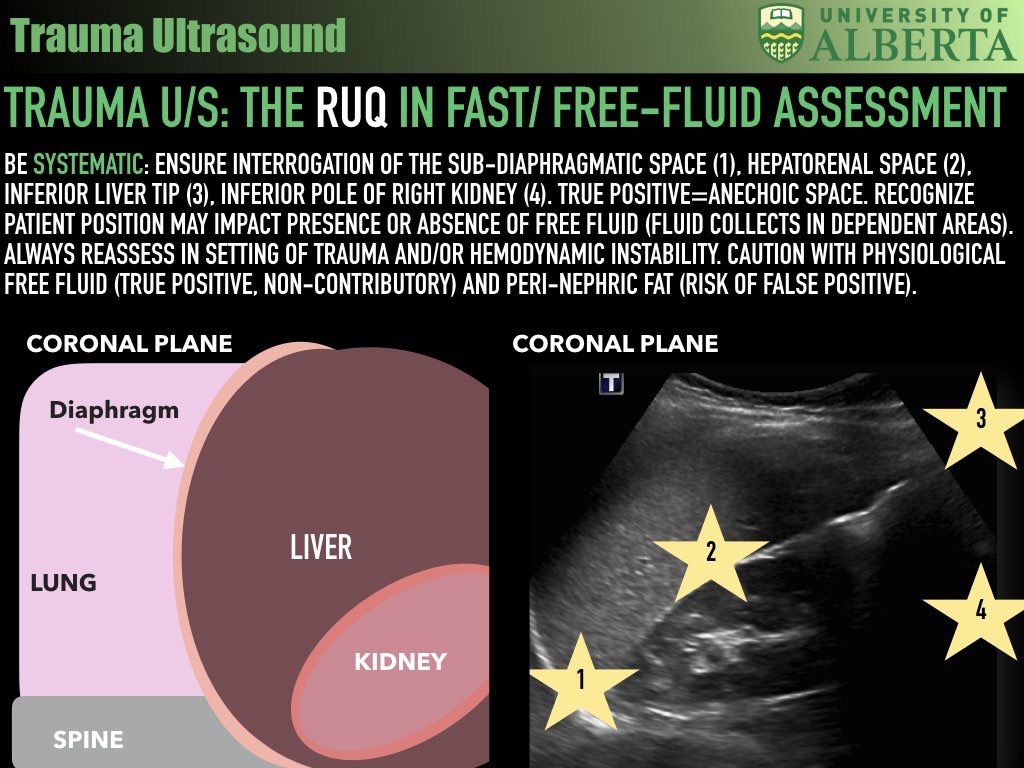 Trauma Ultrasound
UNIVERSITY OF
ALBERTA
TRAUMA U/S: THE RUQ IN FAST/ FREE-FLUID ASSESSMENT
BE SYSTEMATIC: ENSURE INTERROGATION OF THE SUB-DIAPHRAGMATIC SPACE (1), HEPATORENAL SPACE (2),
INFERIOR LIVER TIP (3), INFERIOR POLE OF RIGHT KIDNEY (4). TRUE POSITIVE=ANECHOIC SPACE. RECOGNIZE
PATIENT POSITION MAY IMPACT PRESENCE OR ABSENCE OF FREE FLUID (FLUID COLLECTS IN DEPENDENT AREAS).
ALWAYS REASSESS IN SETTING OF TRAUMA AND/OR HEMODYNAMIC INSTABILITY. CAUTION WITH PHYSIOLOGICAL
FREE FLUID (TRUE POSITIVE, NON-CONTRIBUTORY) AND PERI-NEPHRIC FAT (RISK OF FALSE POSITIVE).
CORONAL PLANE
Diaphragm
LIVER
LUNG
KIDNEY
SPINE
CORONAL PLANE
T
3
2
4
1